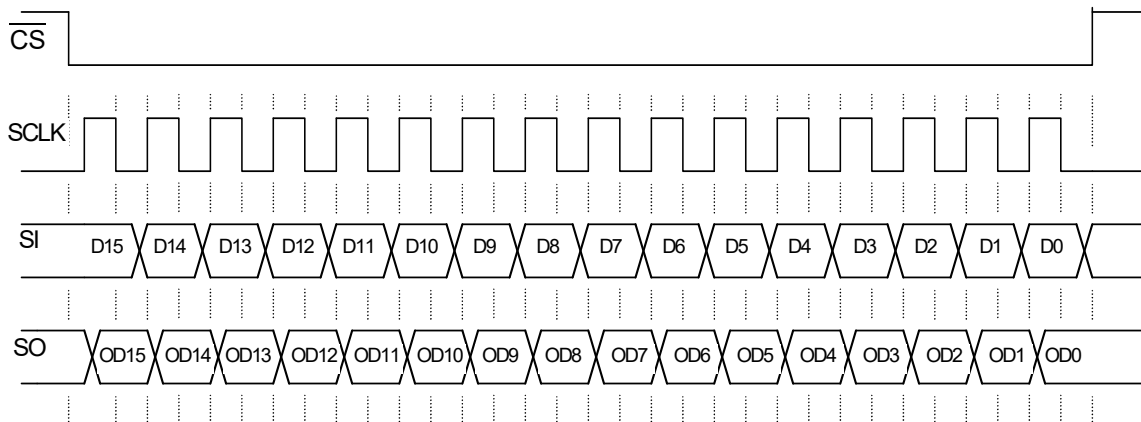 CS
SCLK
SI D15 D14 D13 D12 D11 D10 D9 D8 D7 D6 D5 D4 D3 D2 D1 D0
SO OD15 OD14 OD13 OD12 OD11 OD10 OD9 OD8 OD7 OD6 OD5 OD4 OD3 OD2 OD1 OD0